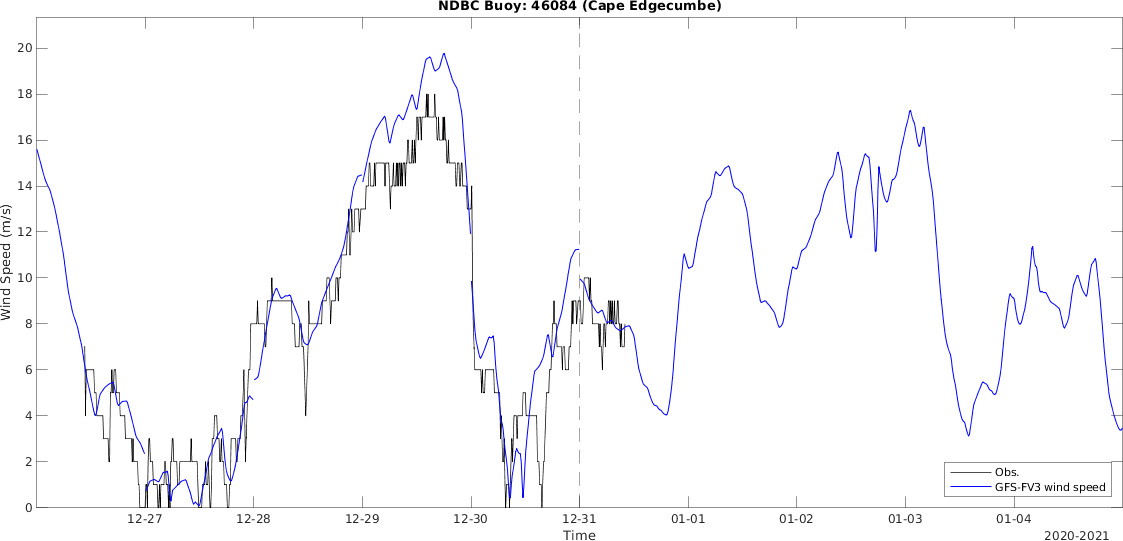 NDBC Buoy: 46084 (Cape Edgecumbe)
20
18
16
14
12
10
8
6
4
2
0
Wind Speed (m/s)
12-27 12-28 12-29 12-30 12-31 01-01 01-02 01-03 01-04
Time
2020-2021
Obs.
GFS-FV3 wind speed